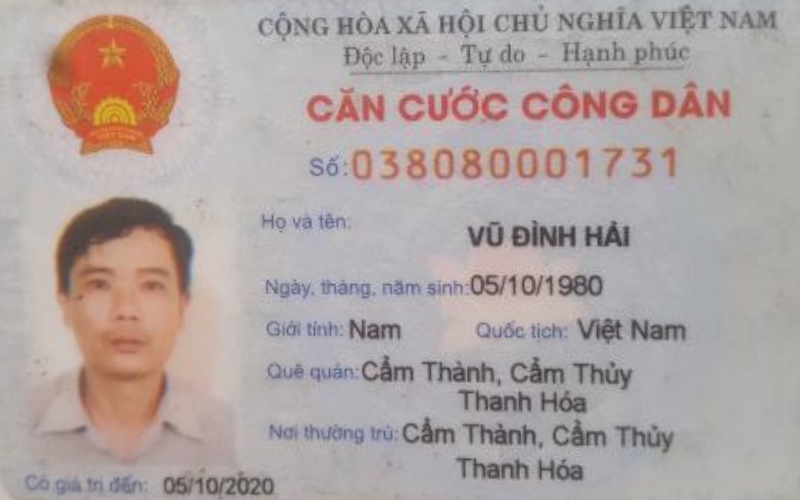 CỘNG HÒA XÃ HỘI CHỦ NGHĨA VIỆT NAM
Độc lập - Tự do - Hạnh phúc
CĂN CƯỚC CÔNG DÂN
Số: 038080001731
Họ và tên:
VŨ ĐÌNH HẢI
Ngày, tháng, năm sinh: 05/10/1980
Giới tính: Nam Quốc tịch: Việt Nam
Quê quán: Cẩm Thành, Cẩm Thủy
Thanh Hóa
Nơi thường trú: Cẩm Thành, Cẩm Thủy
Thanh Hóa
Có giá trị đến: 05/10/2020